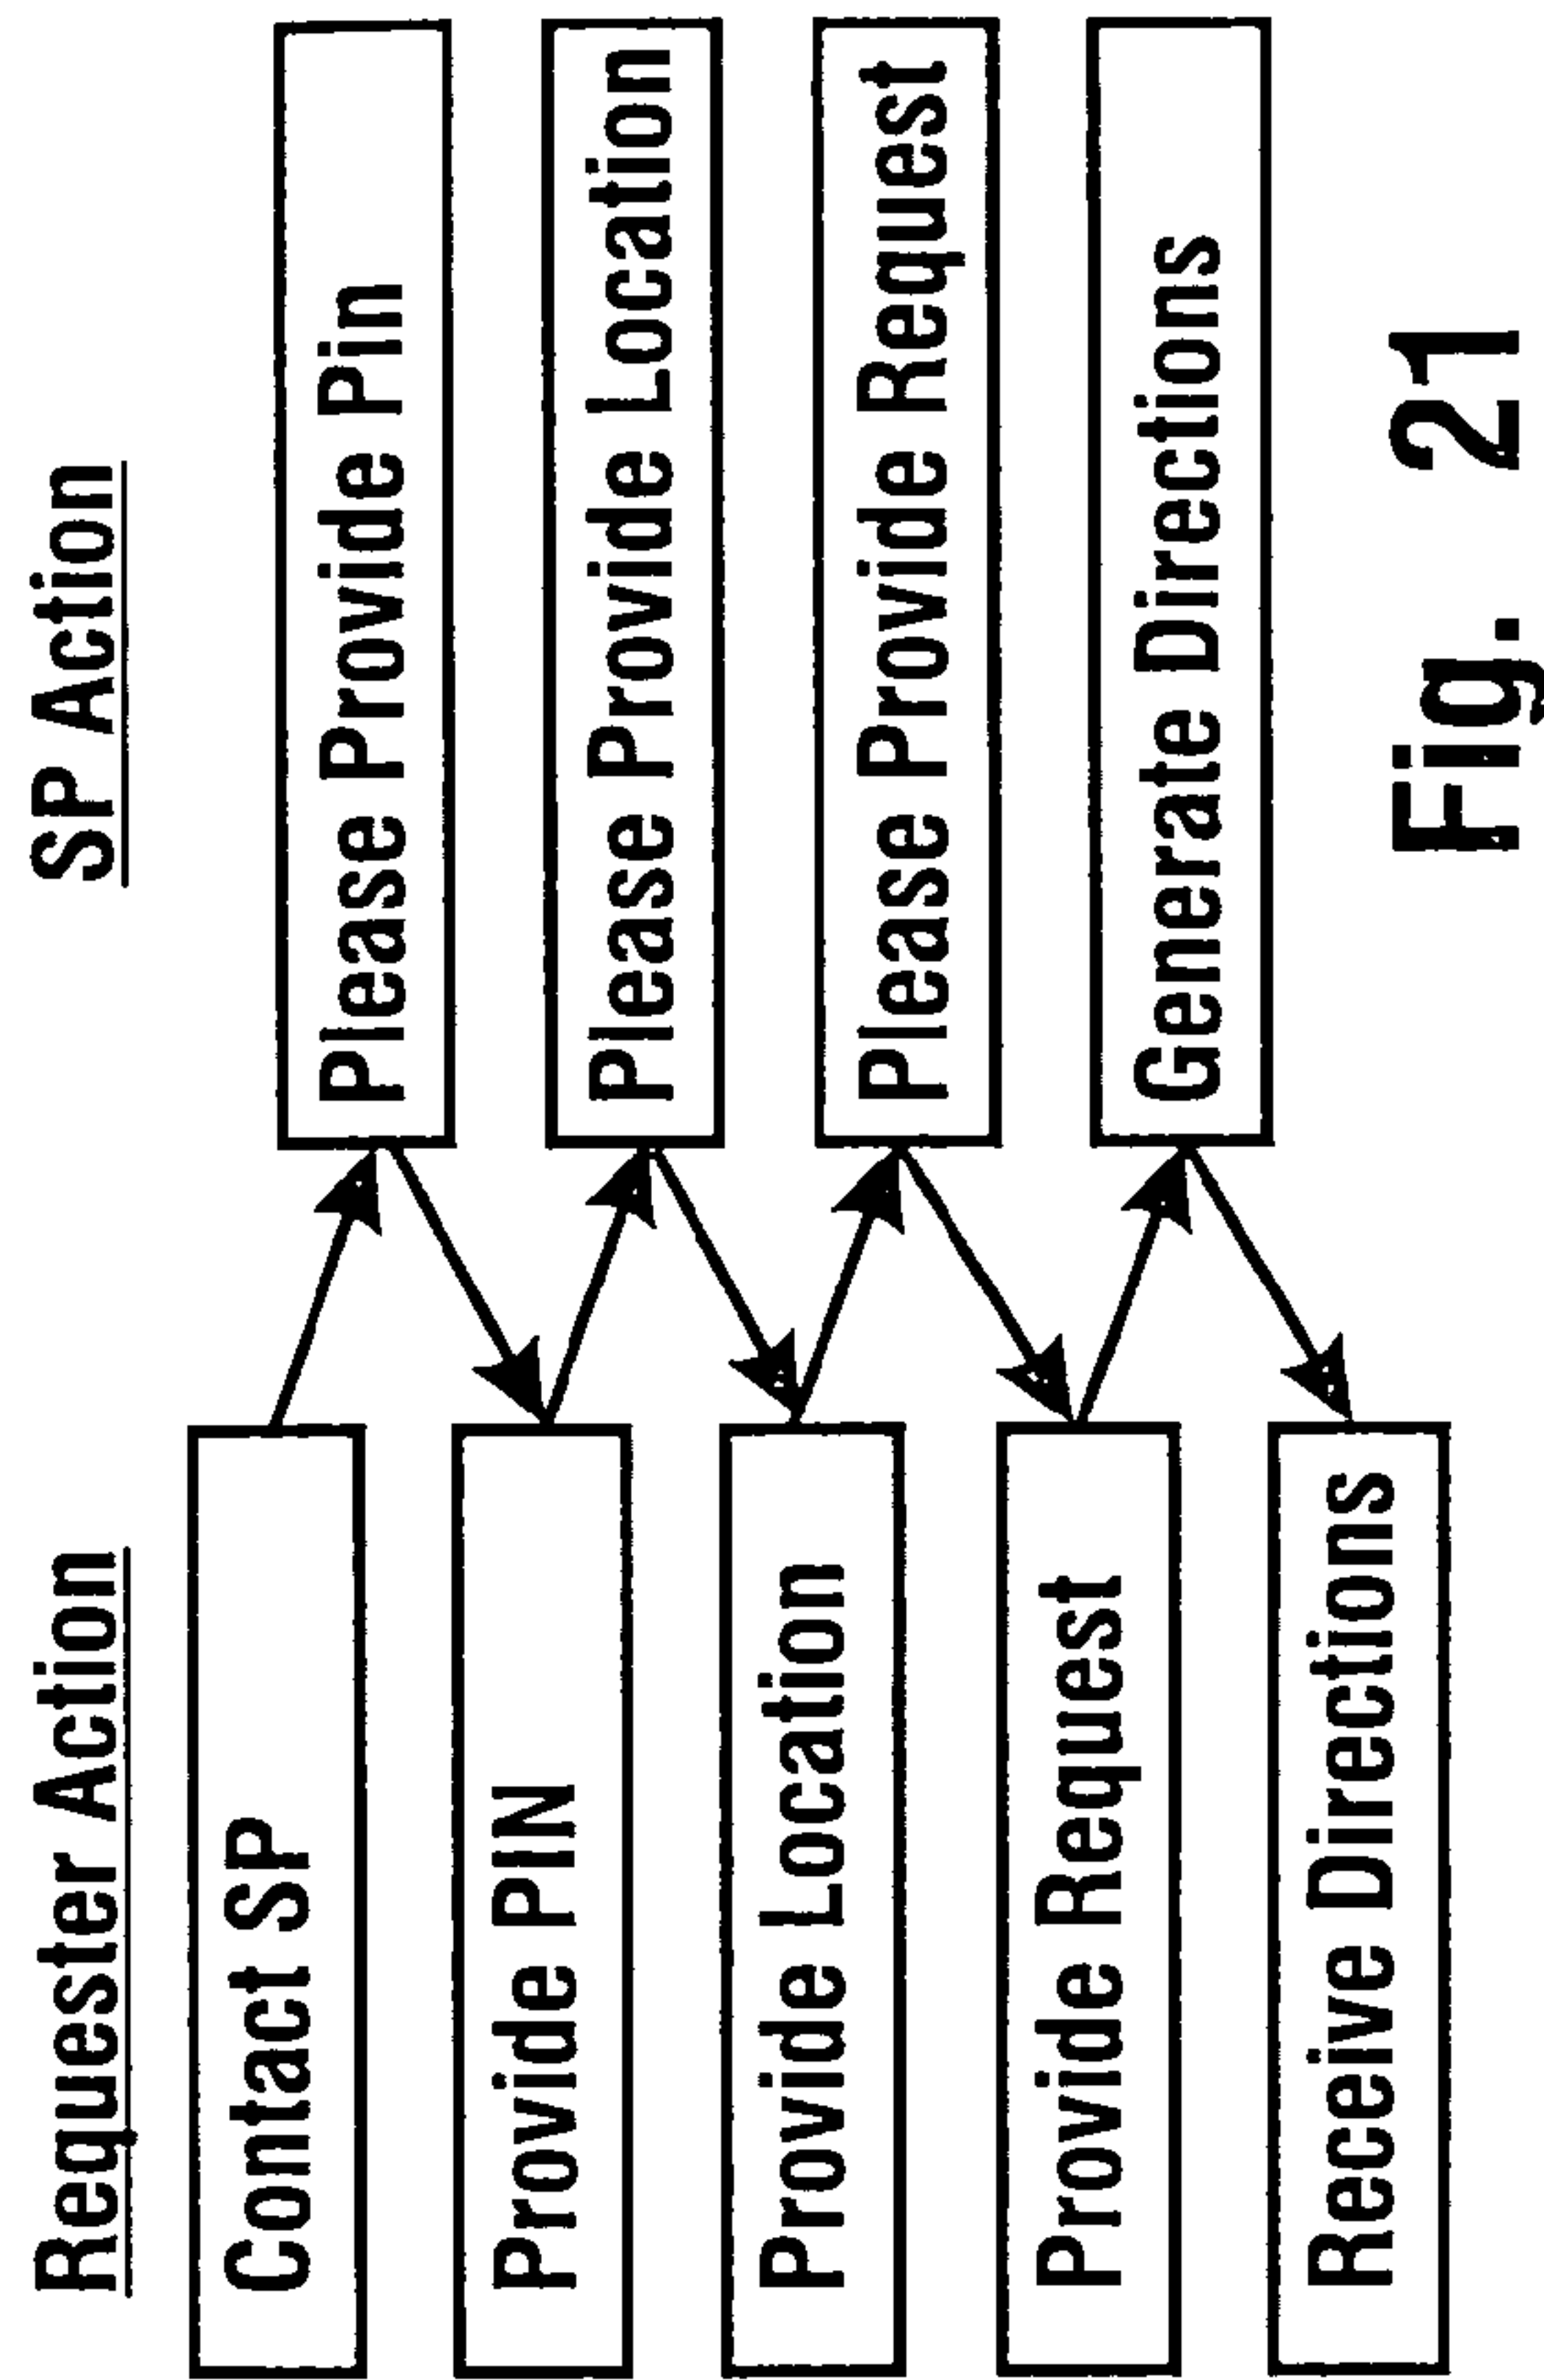 Requester Action
SP Action
Contact SP
Please Provide Pin
Provide PIN
Please Provide Location
Provide Location
Please Provide Request
Provide Request
Generate Directions
Receive Directions
Fig. 21